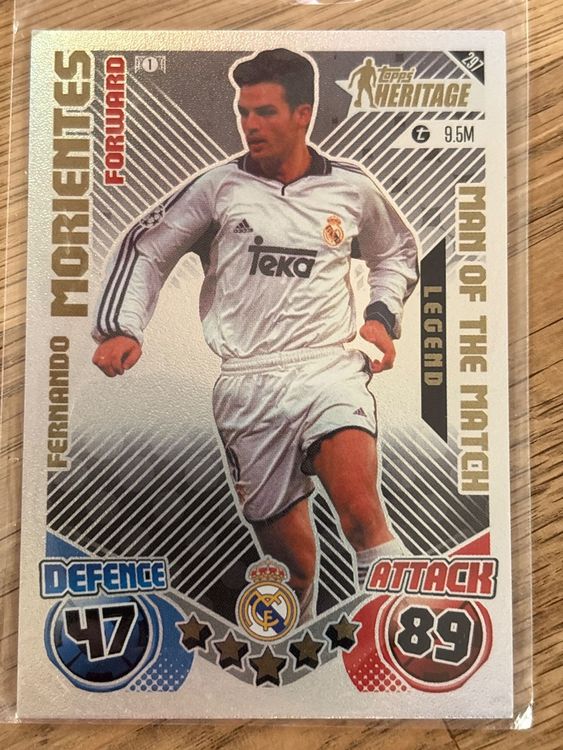 FERNANDO
MORIENTES
FORWARD
1
297
topps
HERITAGE
t 9.5M
MAN OF THE MATCH
LEGEND
adidas
Teka
DEFENCE
47
ATTACK
89